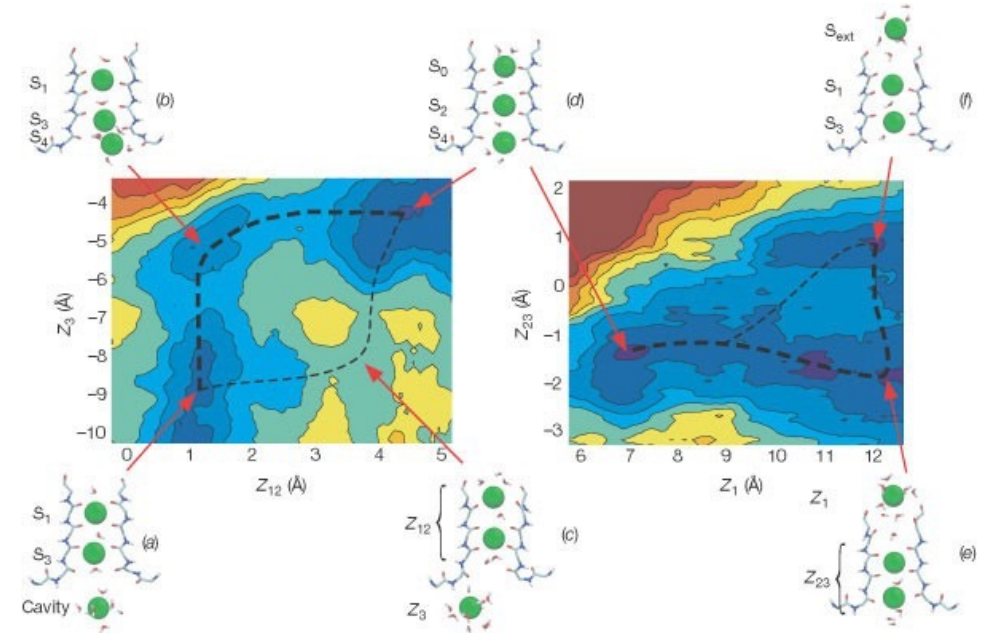 S1
S3
S4
(b)
S0
S2
S4
(d)
Sext
S1
S3
(f)
−4
−5
−6
−7
−8
−9
−10
Z3 (Å)
0 1 2 3 4 5
Z12 (Å)
2
1
0
−1
−2
−3
Z23 (Å)
6 7 8 9 10 11 12
Z1 (Å)
S1
S3
Cavity
(a)
Z12
Z3
(c)
Z1
Z23
(e)